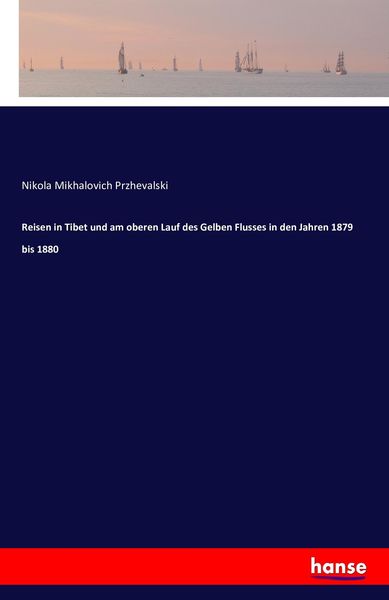 Nikola Mikhalovich Przhevalski
Reisen in Tibet und am oberen Lauf des Gelben Flusses in den Jahren 1879
bis 1880
hanse